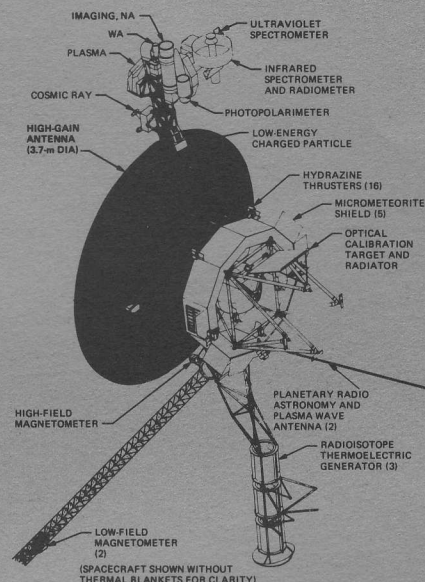 IMAGING, NA
WA
PLASMA
COSMIC RAY
HIGH-GAIN
ANTENNA
(3.7-m DIA)
ULTRAVIOLET
SPECTROMETER
INFRARED
SPECTROMETER
AND RADIOMETER
PHOTOPOLARIMETER
LOW-ENERGY
CHARGED PARTICLE
HYDRAZINE
THRUSTERS (16)
MICROMETEORITE
SHIELD (5)
OPTICAL
CALIBRATION
TARGET AND
RADIATOR
HIGH-FIELD
MAGNETOMETER
PLANETARY RADIO
ASTRONOMY AND
PLASMA WAVE
ANTENNA (2)
RADIOISOTOPE
THERMOELECTRIC
GENERATOR (3)
LOW-FIELD
MAGNETOMETER
(2)
(SPACECRAFT SHOWN WITHOUT
THERMAL BLANKETS FOR CLARITY)